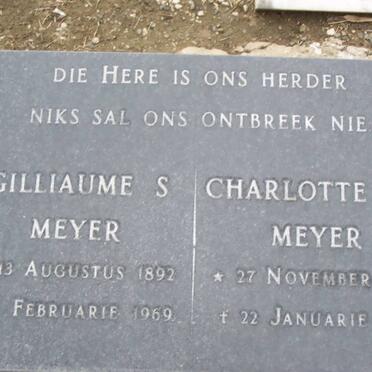 DIE HERE IS ONS HERDER
NIKS SAL ONS ONTBREEK NIE
GILLIAUME S
MEYER
13 AUGUSTUS 1892
FEBRUARIE 1969
CHARLOTTE
MEYER
* 27 NOVEMBER
† 22 JANUARIE